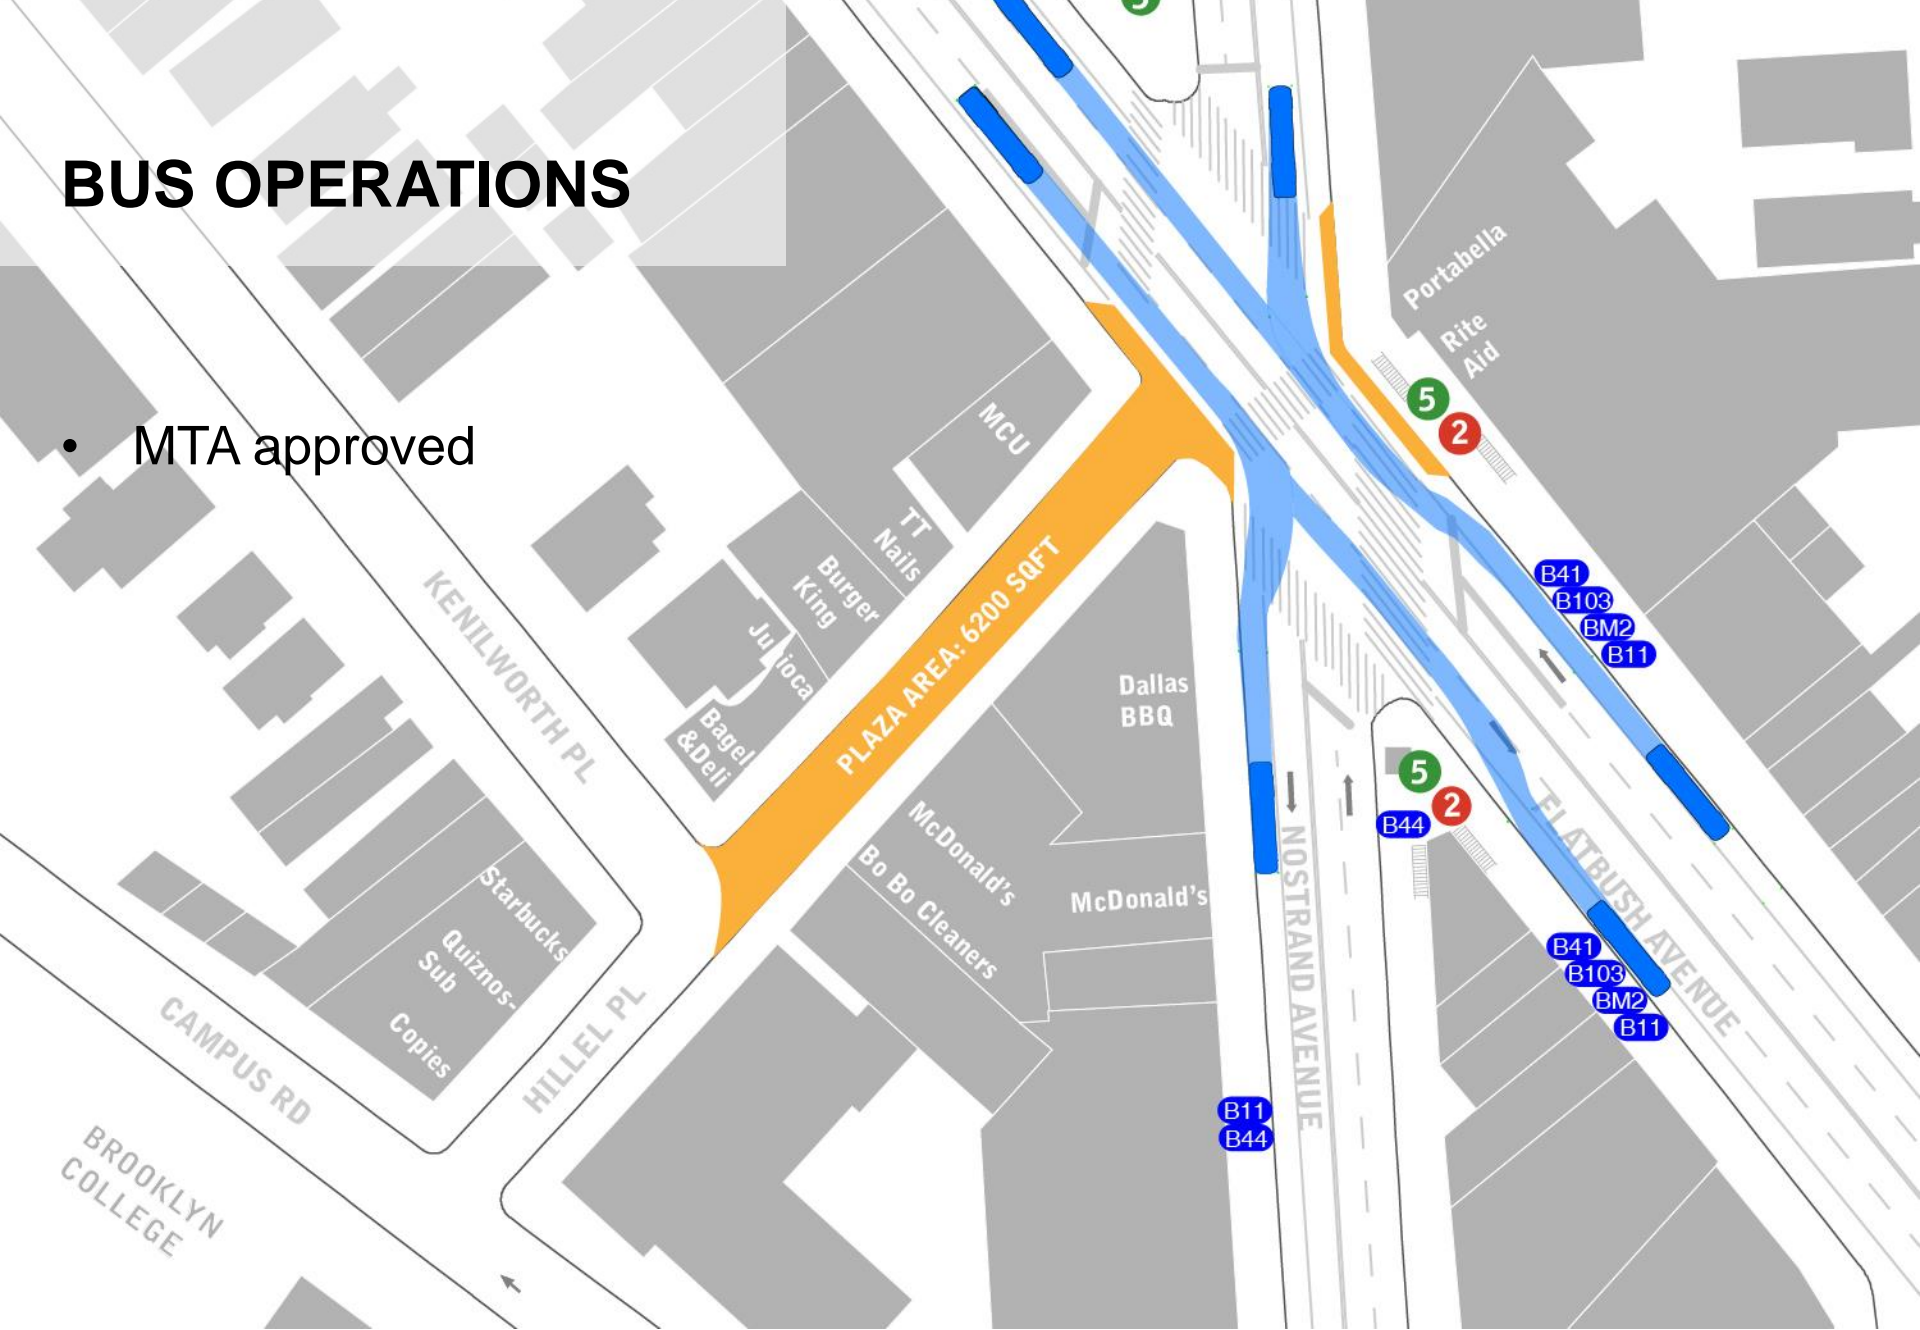 BUS OPERATIONS
• MTA approved
5
Portabella
Rite
Aid
5
2
MCU
TT
Nails
Burger
King
Bagel
&Deli
PLAZA AREA: 6200 SQFT
KENILWORTH PL
Dallas
BBQ
B41
B103
BM2
B11
5
2
B44
McDonald's
McDonald's
Bo Bo Cleaners
Starbucks
Quiznos-
Sub
Copies
NOSTRAND AVENUE
FLATBUSH AVENUE
B41
B103
BM2
B11
CAMPUS RD
HILLEL PL
B11
B44
BROOKLYN
COLLEGE